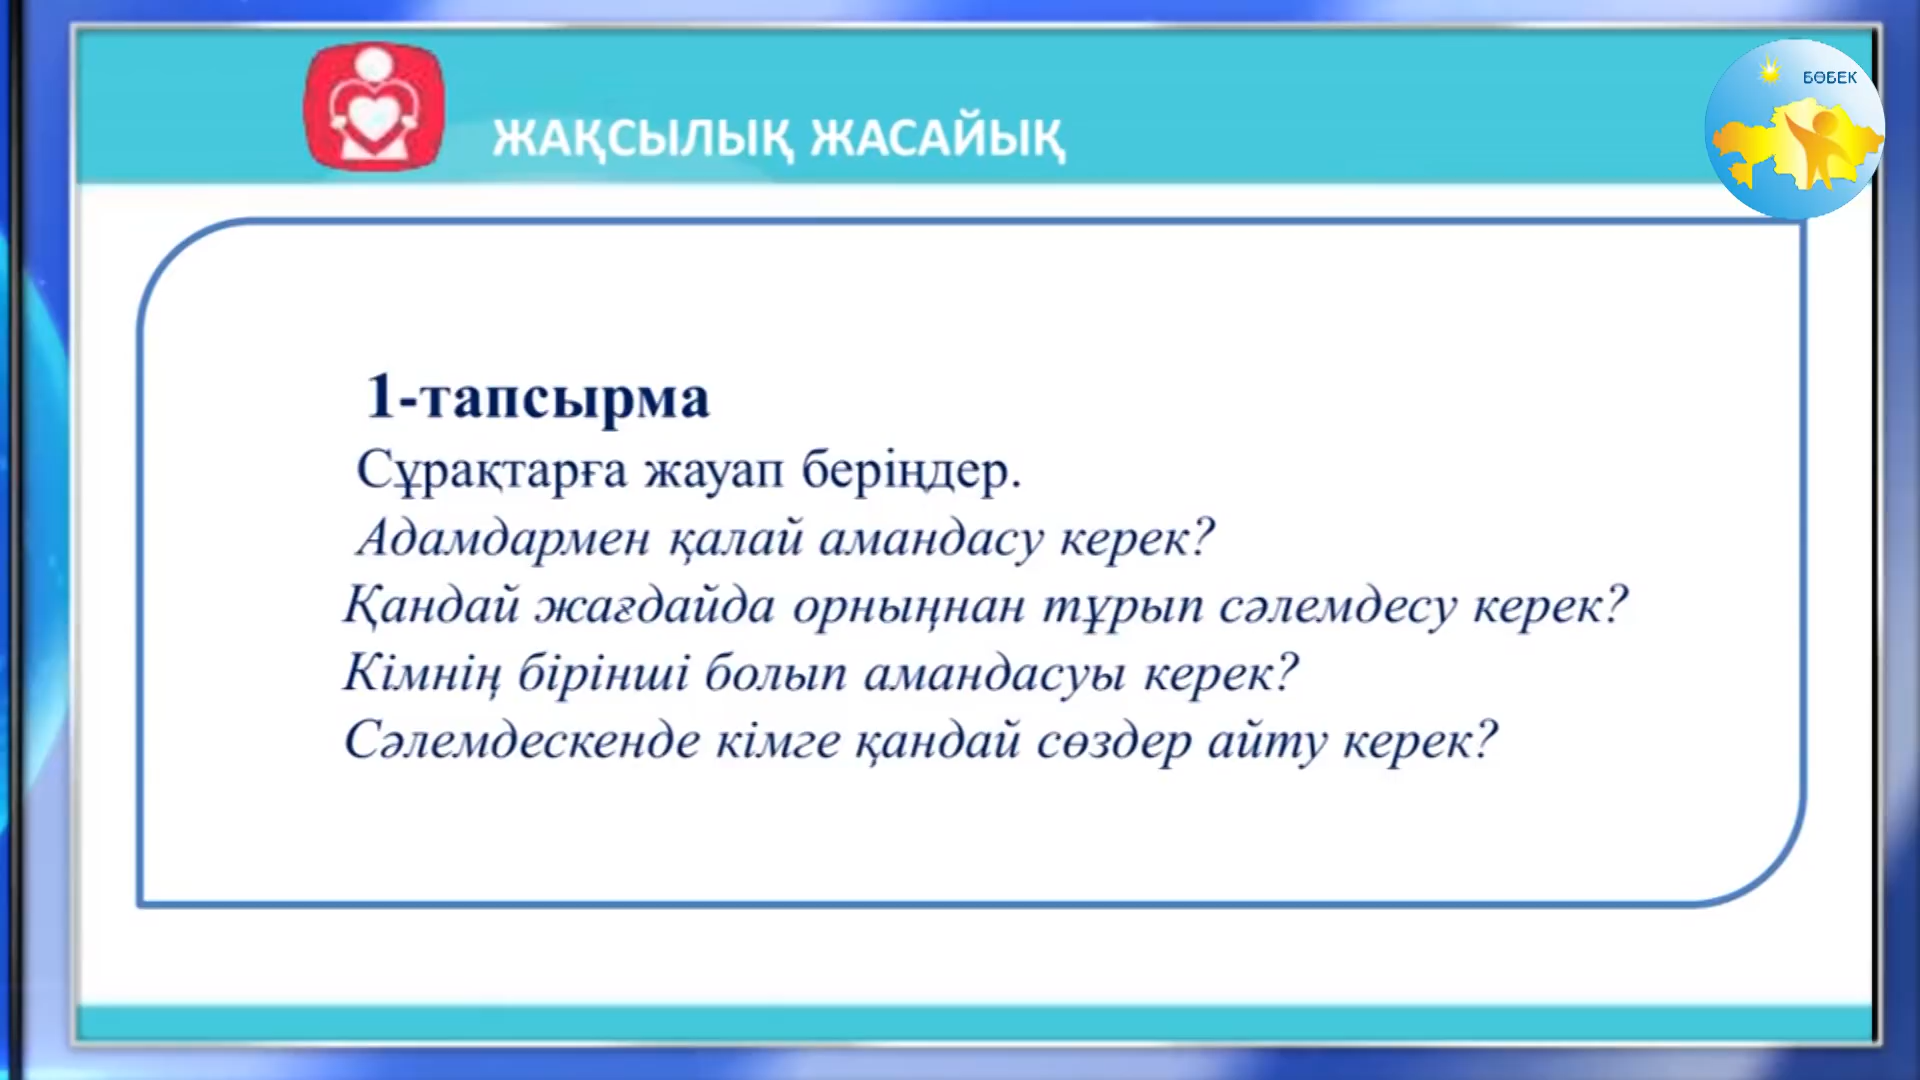 БӨБЕК
ЖАҚСЫЛЫҚ ЖАСАЙЫҚ
1-тапсырма
Сұрақтарға жауап беріңдер.
Адамдармен қалай амандасу керек?
Қандай жағдайда орныңнан тұрып сәлемдесу керек?
Кімнің бірінші болып амандасуы керек?
Сәлемдескенде кімге қандай сөздер айту керек?